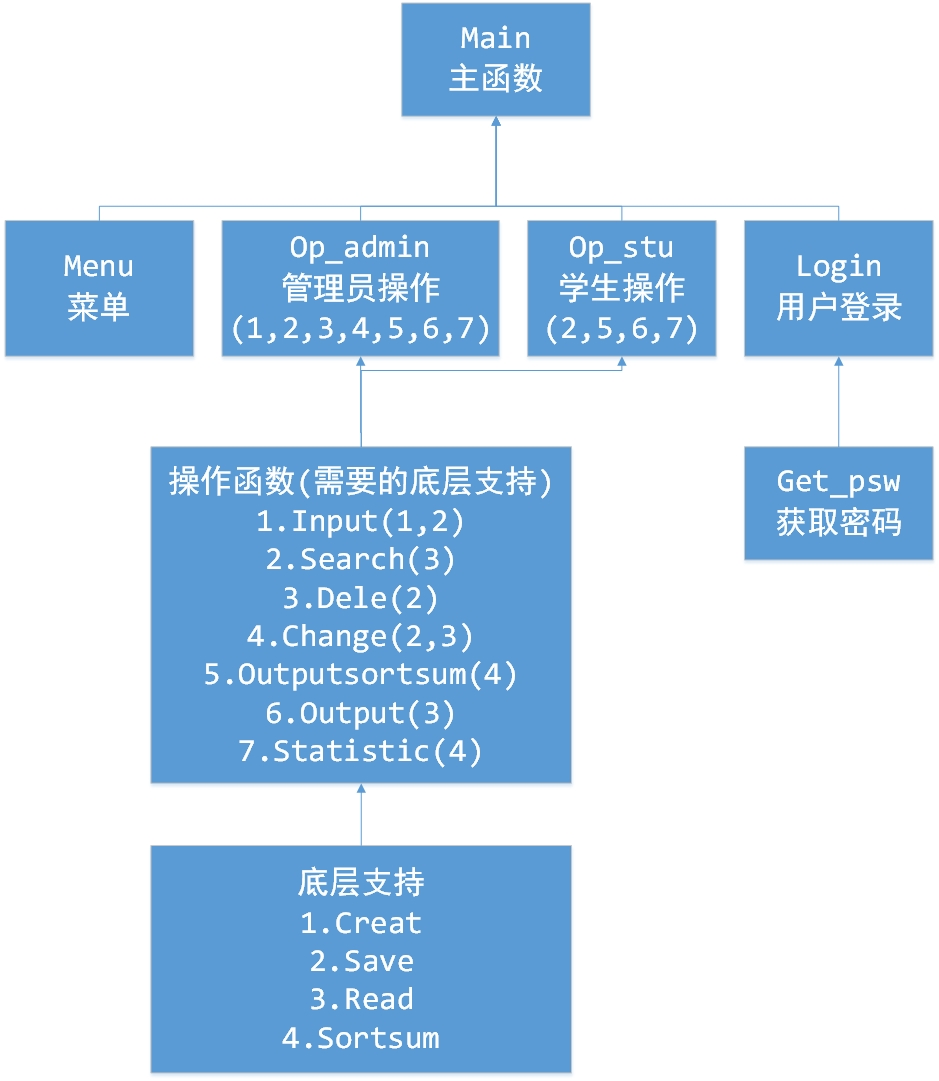 Main
主函数
Menu
菜单
Op_admin
管理员操作
(1,2,3,4,5,6,7)
Op_stu
学生操作
(2,5,6,7)
Login
用户登录
操作函数(需要的底层支持)
1.Input(1,2)
2.Search(3)
3.Dele(2)
4.Change(2,3)
5.Outputsortsum(4)
6.Output(3)
7.Statistic(4)
Get_psw
获取密码
底层支持
1.Creat
2.Save
3.Read
4.Sortsum